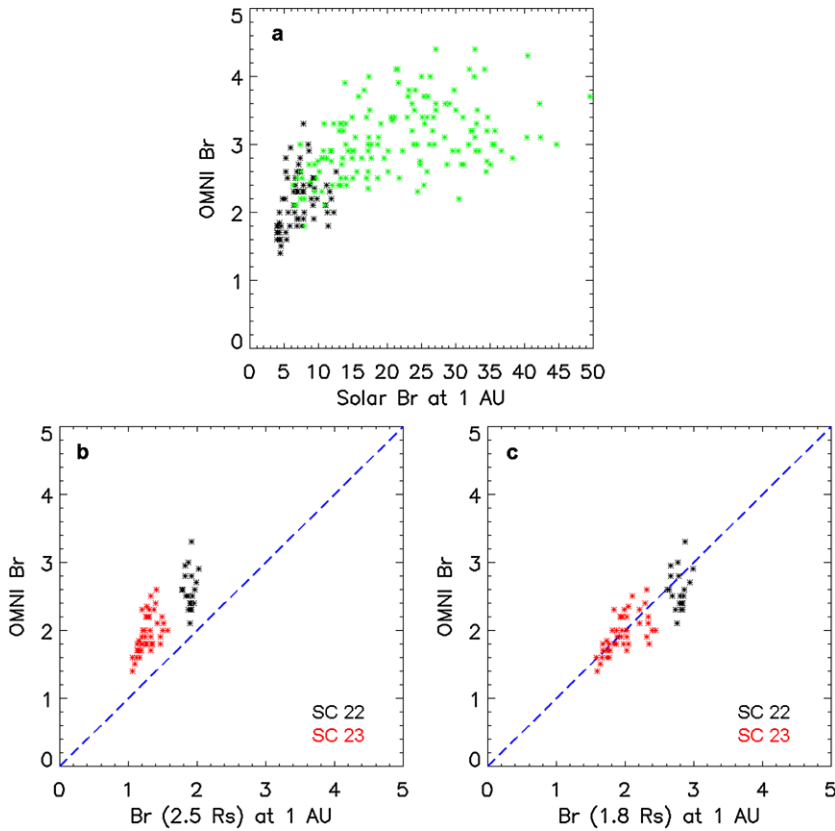 a
5
4
3
2
1
0
OMNI Br
0 5 10 15 20 25 30 35 40 45 50
Solar Br at 1 AU
b
5
4
3
2
1
0
OMNI Br
SC 22
SC 23
0 1 2 3 4 5
Br (2.5 Rs) at 1 AU
c
5
4
3
2
1
0
OMNI Br
SC 22
SC 23
0 1 2 3 4 5
Br (1.8 Rs) at 1 AU